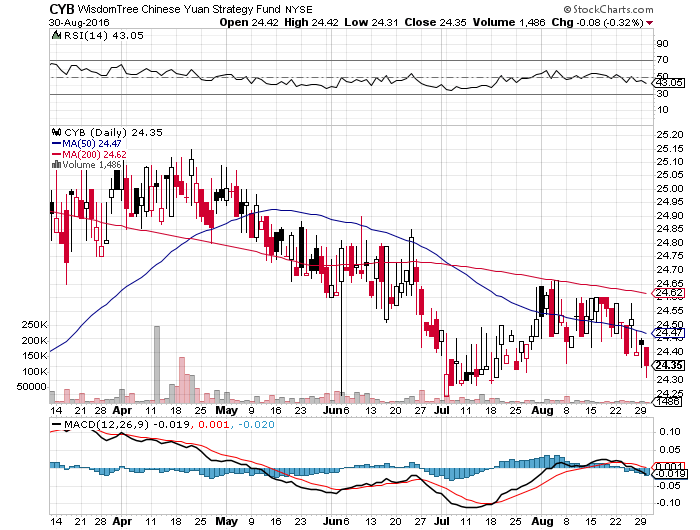 CYB WisdomTree Chinese Yuan Strategy Fund NYSE © StockCharts.com
30-Aug-2016 Open 24.42 High 24.42 Low 24.31 Close 24.35 Volume 1,486 Chg -0.08 (-0.32%)
RSI(14) 43.05
90
70
50
43.05
30
10
CYB (Daily) 24.35
MA(50) 24.47
MA(200) 24.62
Volume 1,486
25.20
25.15
25.10
25.05
25.00
24.95
24.90
24.85
24.80
24.75
24.70
24.65
24.62
24.55
24.50
24.47
24.40
24.35
24.30
24.25
1486
250K
200K
150K
100K
50000
14 21 28 Apr 11 18 25 May 9 16 23 Jun 6 13 20 27 Jul 11 18 25 Aug 8 15 22 29
MACD(12,26,9) -0.019, 0.001, -0.020
0.10
0.05
0.001
-0.019
-0.05
-0.10
14 21 28 Apr 11 18 25 May 9 16 23 Jun 6 13 20 27 Jul 11 18 25 Aug 8 15 22 29